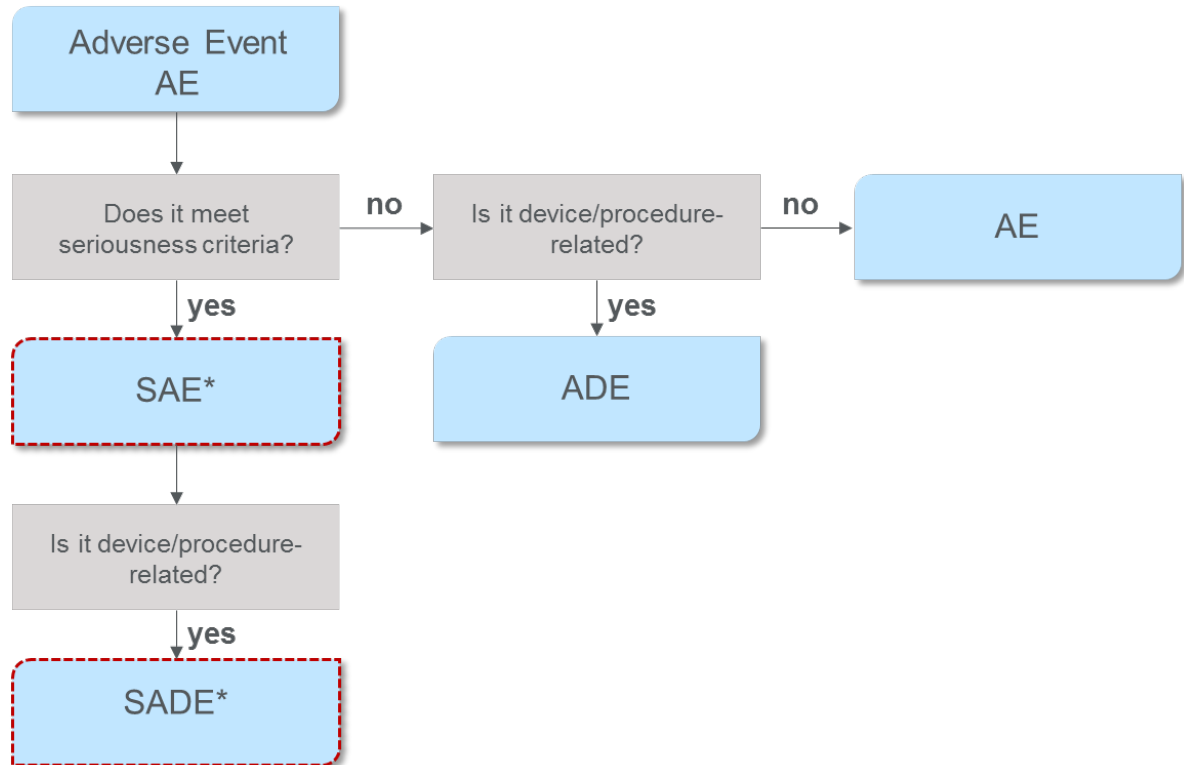 Adverse Event
AE
Does it meet
seriousness criteria?
no
Is it device/procedure-
related?
no
AE
yes
yes
SAE*
ADE
Is it device/procedure-
related?
yes
SADE*